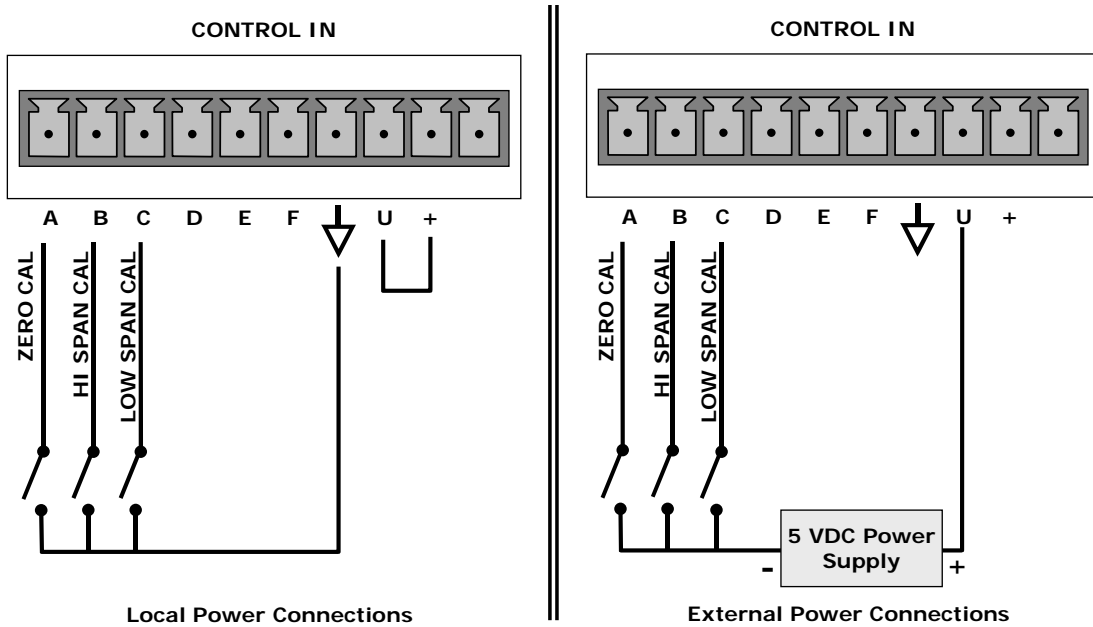 CONTROL IN
A B C D E F U +
ZERO CAL
HI SPAN CAL
LOW SPAN CAL
Local Power Connections
CONTROL IN
A B C D E F U +
ZERO CAL
HI SPAN CAL
LOW SPAN CAL
5 VDC Power
Supply
- +
External Power Connections